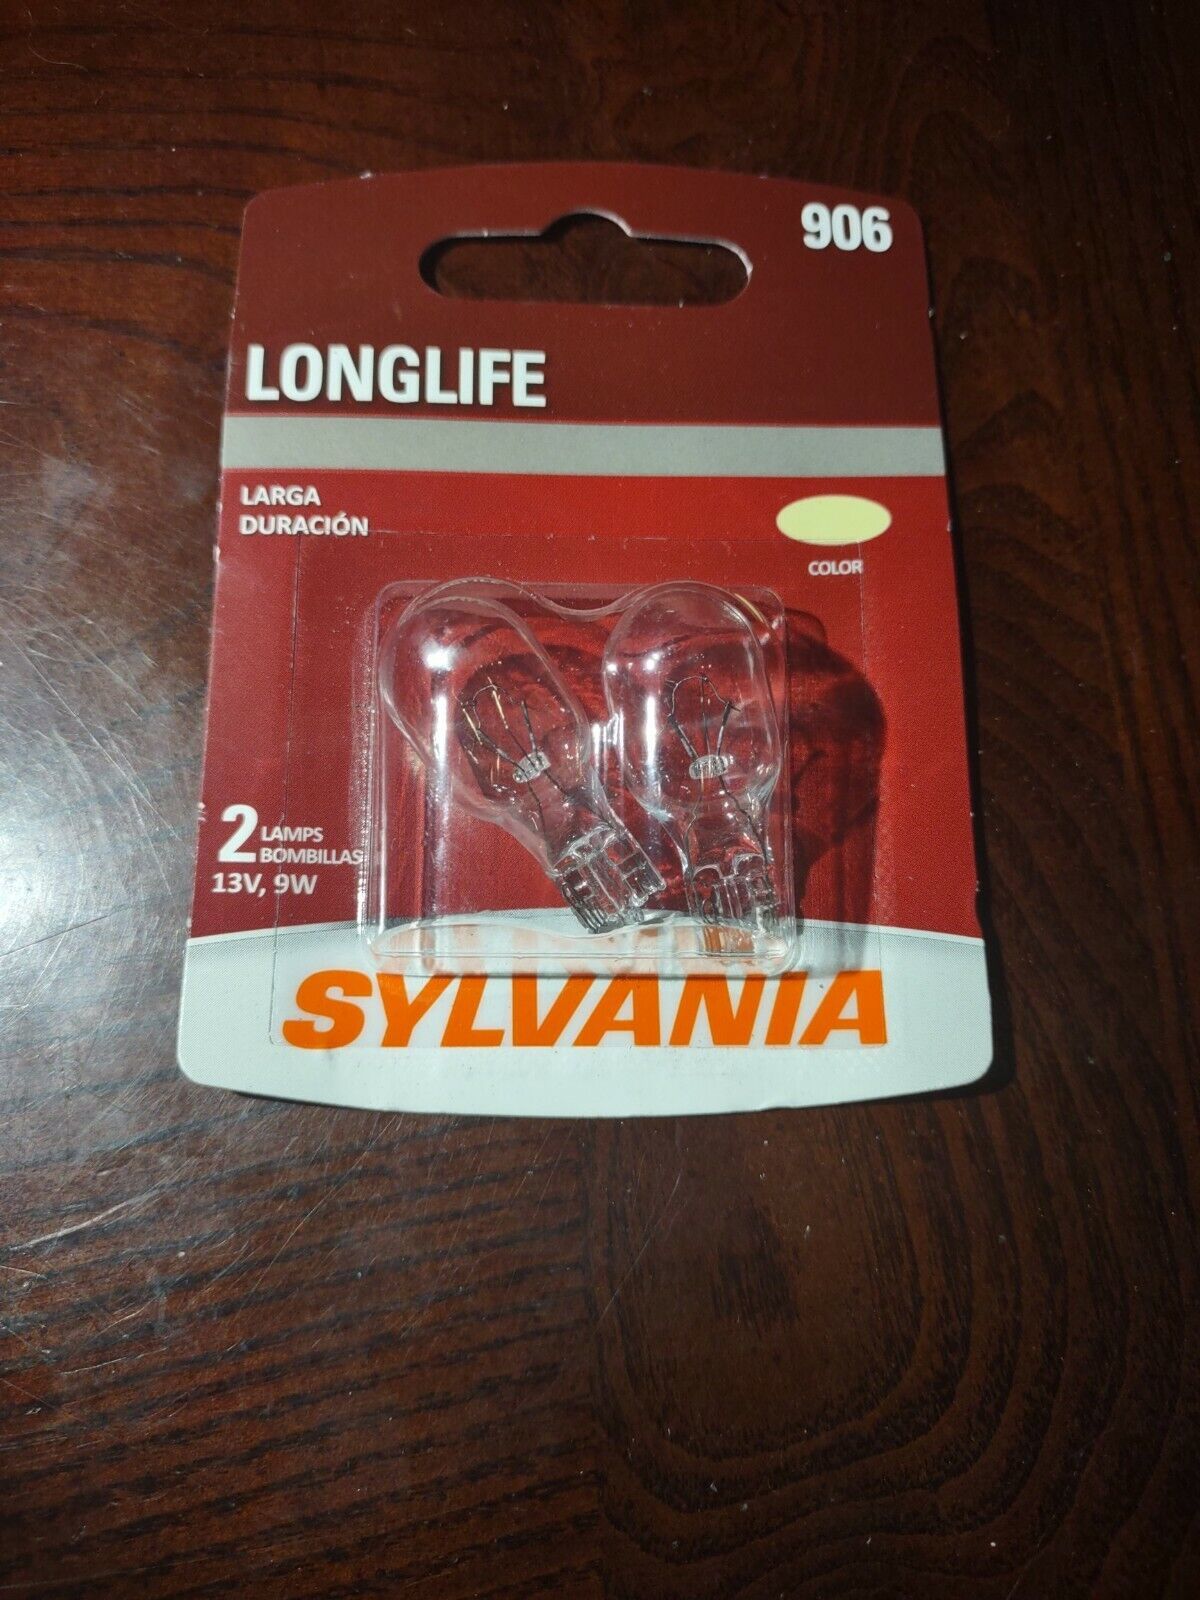 906
LONGLIFE
LARGA
DURACIÓN
COLOR
2 LAMPS
BOMBILLAS
13V, 9W
SYLVANIA